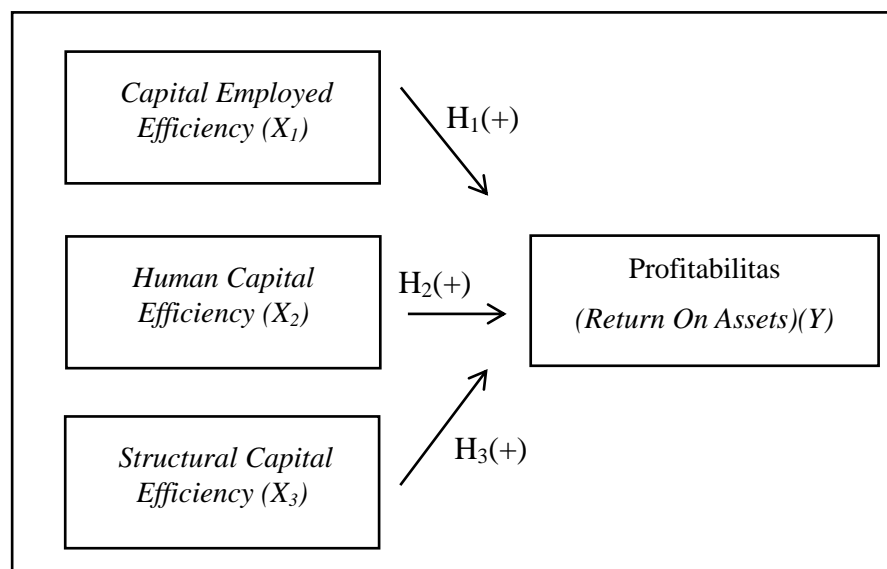 Capital Employed
Efficiency (X₁)
H₁(+)
Human Capital
Efficiency (X₂)
H₂(+)
Profitabilitas
(Return On Assets)(Y)
Structural Capital
Efficiency (X₃)
H₃(+)